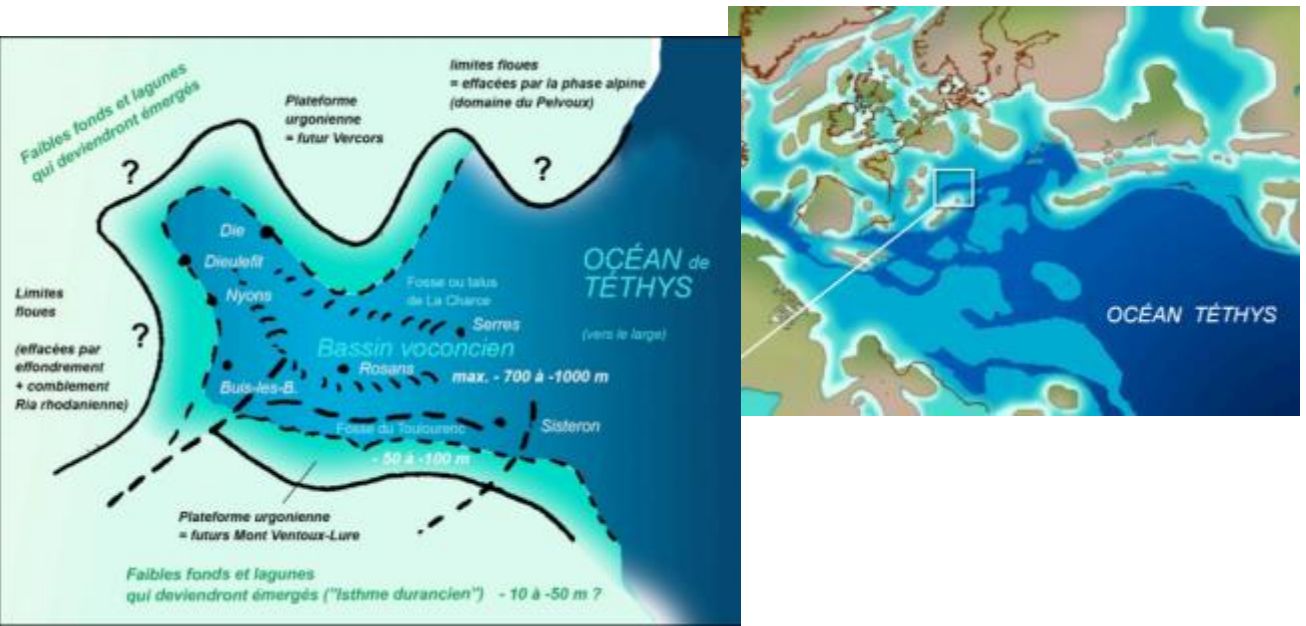 Faibles fonds et lagunes
qui deviendront émergés
?
Plateforme
urgonienne
= futur Vercors
limites floues
= effacées par la phase alpine
(domaine du Pelvoux)
?
Die
Dieulefit
Nyons
Fosse ou talus
de La Charce
OCÉAN de
TÉTHYS
(vers le large)
Limites
floues
?
(effacées par
effondrement
+ comblement
Ria rhodanienne)
Serres
Bassin voconcien
Rosans
max. - 700 à -1000 m
Buis-les-B.
Fosse du Toulourenc
Sisteron
- 50 à -100 m
Plateforme urgonienne
= futurs Mont Ventoux-Lure
Faibles fonds et lagunes
qui deviendront émergés ("Isthme durancien") - 10 à -50 m ?
OCÉAN TÉTHYS